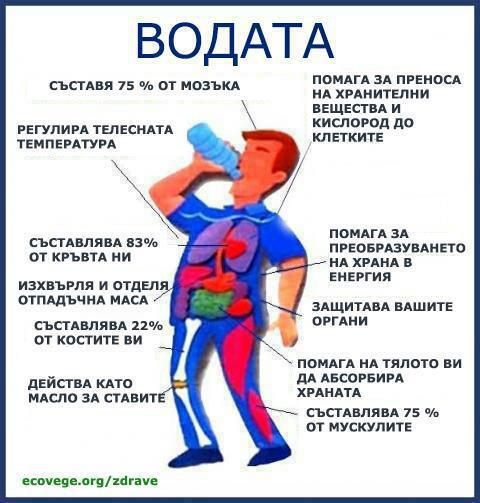 ВОДАТА
СЪСТАВЯ 75 % ОТ МОЗЪКА
ПОМАГА ЗА ПРЕНОСА
НА ХРАНИТЕЛНИ
ВЕЩЕСТВА И
КИСЛОРОД ДО
КЛЕТКИТЕ
РЕГУЛИРА ТЕЛЕСНАТА
ТЕМПЕРАТУРА
СЪСТАВЛЯВА 83%
ОТ КРЪВТА НИ
ПОМАГА ЗА
ПРЕОБРАЗУВАНЕТО
НА ХРАНА В
ЕНЕРГИЯ
ИЗХВЪРЛЯ И ОТДЕЛЯ
ОТПАДЪЧНА МАСА
ЗАЩИТАВА ВАШИТЕ
ОРГАНИ
СЪСТАВЛЯВА 22%
ОТ КОСТИТЕ ВИ
ПОМАГА НА ТЯЛОТО ВИ
ДА АБСОРБИРА
ХРАНАТА
ДЕЙСТВА КАТО
МАСЛО ЗА СТАВИТЕ
СЪСТАВЛЯВА 75 %
ОТ МУСКУЛИТЕ
ecovege.org/zdrave